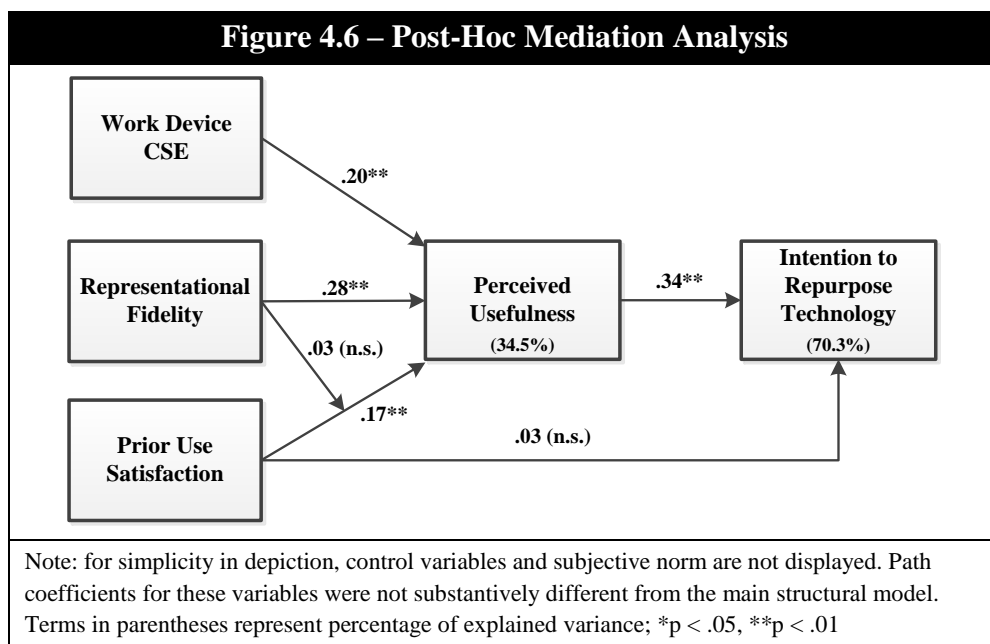 Figure 4.6 – Post-Hoc Mediation Analysis
Work Device
CSE
.20**
Representational
Fidelity
.28**
.03 (n.s.)
Perceived
Usefulness
(34.5%)
.34**
Intention to
Repurpose
Technology
(70.3%)
.17**
Prior Use
Satisfaction
.03 (n.s.)
Note: for simplicity in depiction, control variables and subjective norm are not displayed. Path
coefficients for these variables were not substantively different from the main structural model.
Terms in parentheses represent percentage of explained variance; *p < .05, **p < .01